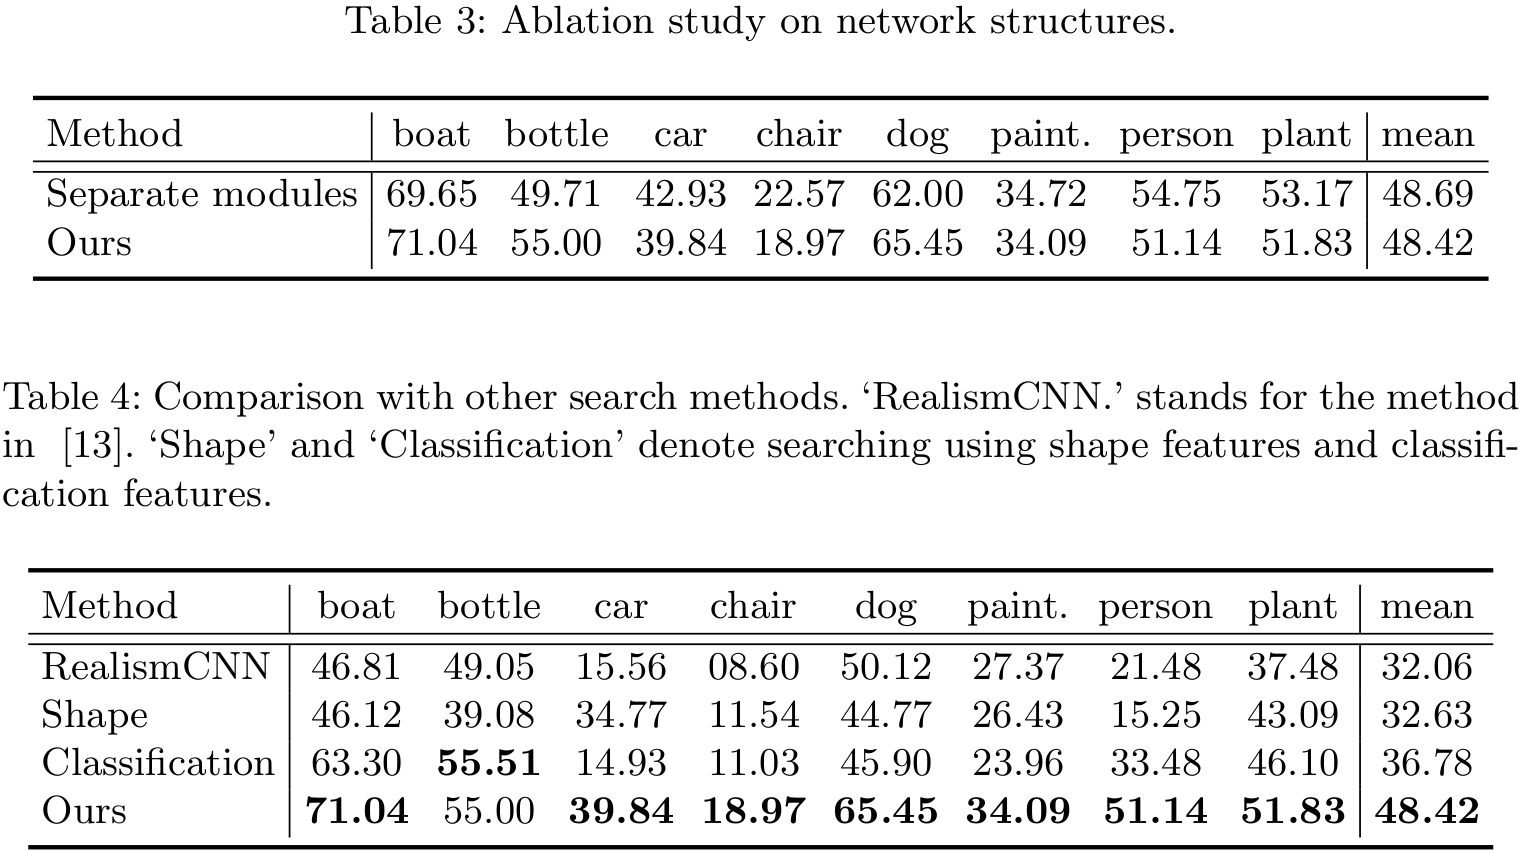 Table 3: Ablation study on network structures.
Method boat bottle car chair dog paint. person plant mean
Separate modules 69.65 49.71 42.93 22.57 62.00 34.72 54.75 53.17 48.69
Ours 71.04 55.00 39.84 18.97 65.45 34.09 51.14 51.83 48.42
Table 4: Comparison with other search methods. ‘RealismCNN.’ stands for the method
in [13]. ‘Shape’ and ‘Classification’ denote searching using shape features and classifi-
cation features.
Method boat bottle car chair dog paint. person plant mean
RealismCNN 46.81 49.05 15.56 08.60 50.12 27.37 21.48 37.48 32.06
Shape 46.12 39.08 34.77 11.54 44.77 26.43 15.25 43.09 32.63
Classification 63.30 55.51 14.93 11.03 45.90 23.96 33.48 46.10 36.78
Ours 71.04 55.00 39.84 18.97 65.45 34.09 51.14 51.83 48.42